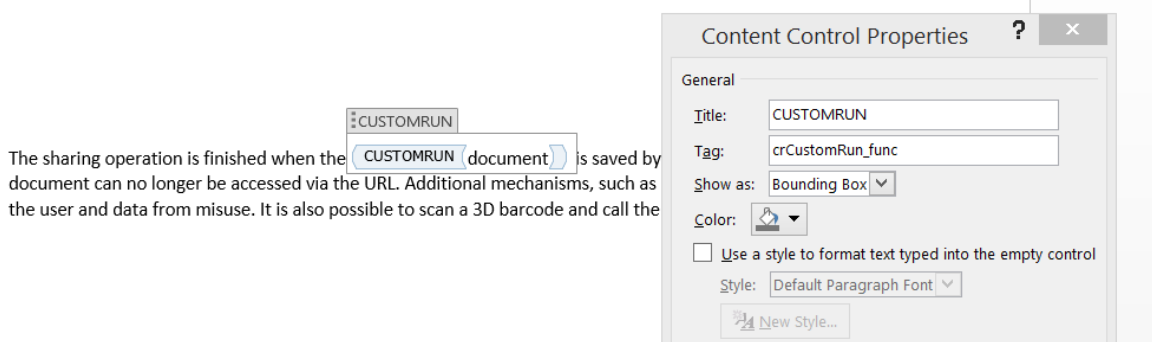 Content Control Properties ? ×
General
CUSTOMRUN
Title: CUSTOMRUN
The sharing operation is finished when the CUSTOMRUN document is saved by
Tag: crCustomRun_func
document can no longer be accessed via the URL. Additional mechanisms, such as
Show as: Bounding Box
the user and data from misuse. It is also possible to scan a 3D barcode and call the
Color:
Use a style to format text typed into the empty control
Style: Default Paragraph Font
New Style...